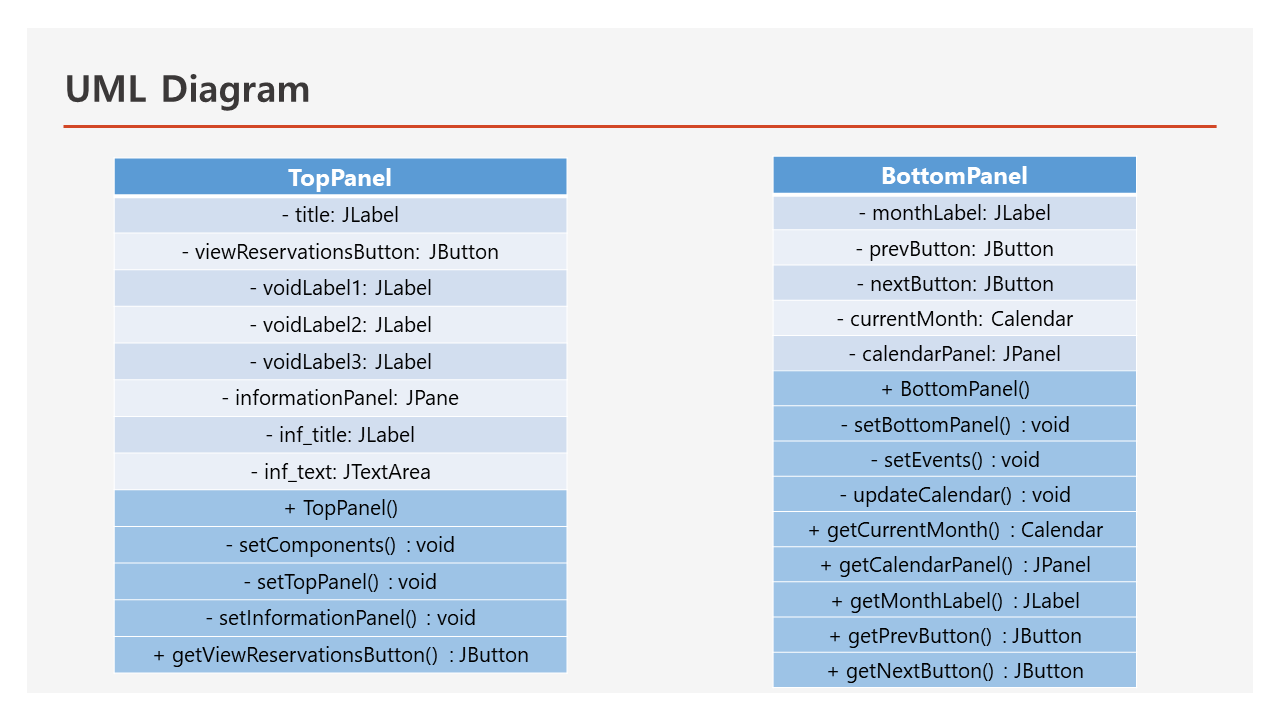 UML Diagram
TopPanel
- title: JLabel
- viewReservationsButton: JButton
- voidLabel1: JLabel
- voidLabel2: JLabel
- voidLabel3: JLabel
- informationPanel: JPane
- inf_title: JLabel
- inf_text: JTextArea
+ TopPanel()
- setComponents() : void
- setTopPanel() : void
- setInformationPanel() : void
+ getViewReservationsButton() : JButton
BottomPanel
- monthLabel: JLabel
- prevButton: JButton
- nextButton: JButton
- currentMonth: Calendar
- calendarPanel: JPanel
+ BottomPanel()
- setBottomPanel() : void
- setEvents() : void
- updateCalendar() : void
+ getCurrentMonth() : Calendar
+ getCalendarPanel() : JPanel
+ getMonthLabel() : JLabel
+ getPrevButton() : JButton
+ getNextButton() : JButton